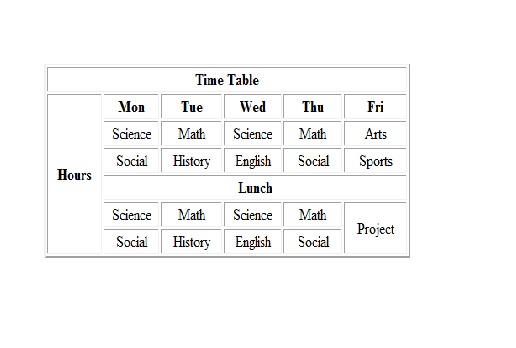 Time Table
Mon Tue Wed Thu Fri
Science Math Science Math Arts
Social History English Social Sports
Hours
Lunch
Science Math Science Math
Project
Social History English Social